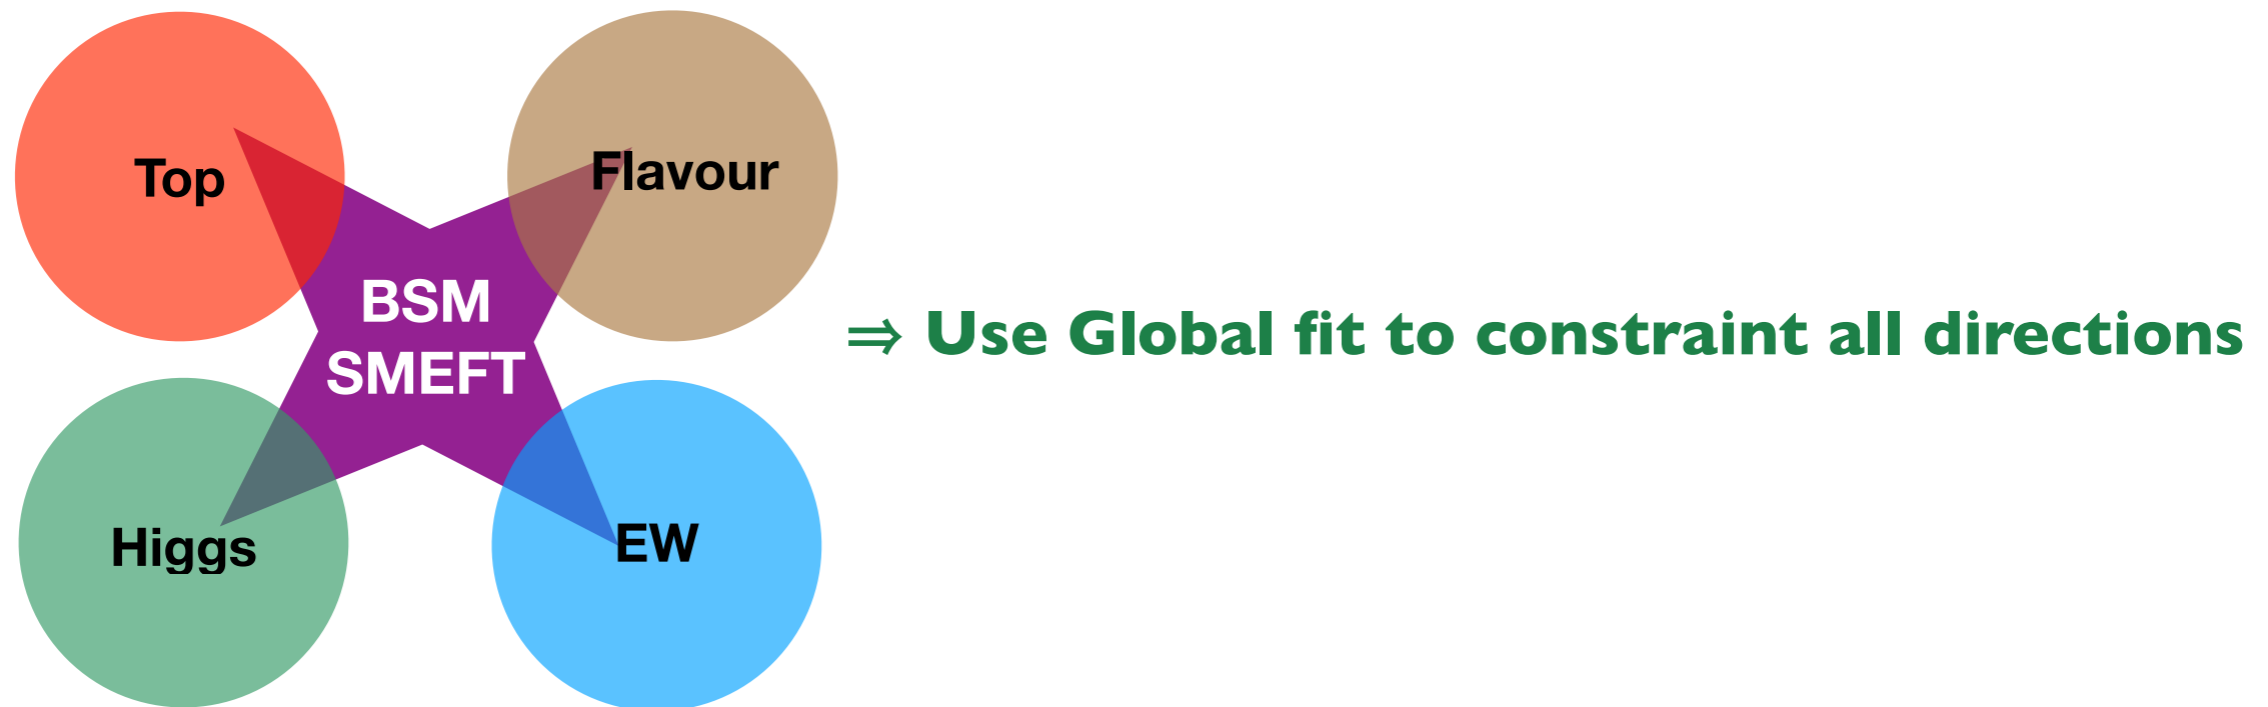 Top
Flavour
BSM
SMEFT
⇒ Use Global fit to constraint all directions
Higgs
EW